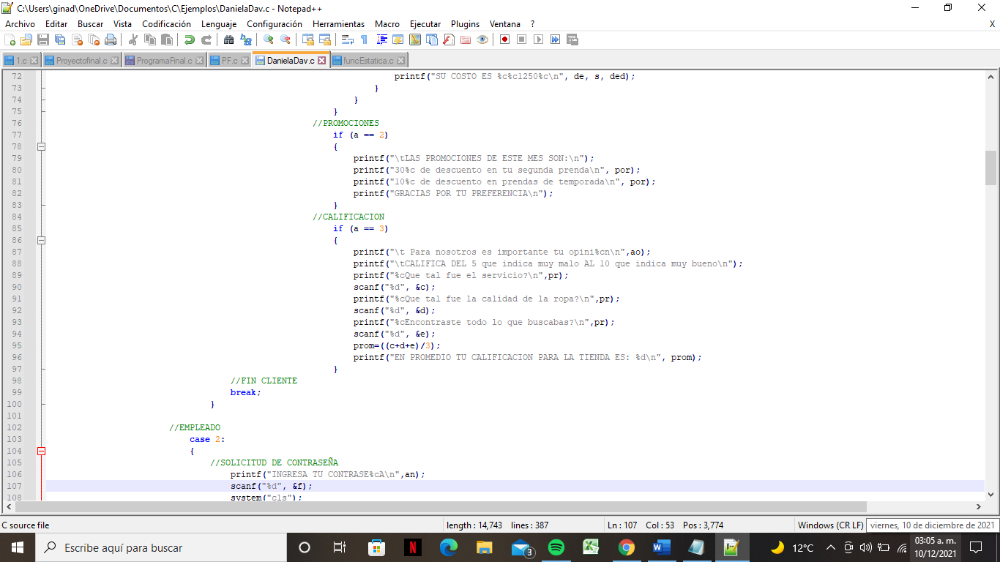 C:\Users\ginad\OneDrive\Documentos\C\Ejemplos\DanielaDav.c - Notepad++
Archivo Editar Buscar Vista Codificación Lenguaje Configuración Herramientas Macro Ejecutar Plugins Ventana ? X
1.c Proyectofinal.c ProgramaFinal.c PF.c DanielaDav.c funcEstatica.c
72 printf("SU COSTO ES %c%c1250%c\n", de, s, ded);
73 }
74 }
75 }
76 //PROMOCIONES
77 if (a == 2)
78 {
79 printf("\tLAS PROMOCIONES DE ESTE MES SON:\n");
80 printf("30%c de descuento en tu segunda prenda\n", por);
81 printf("10%c de descuento en prendas de temporada\n", por);
82 printf("GRACIAS POR TU PREFERENCIA\n");
83 }
84 //CALIFICACION
85 if (a == 3)
86 {
87 printf("\t Para nosotros es importante tu opini%cn\n",ao);
88 printf("\tCALIFICA DEL 5 que indica muy malo AL 10 que indica muy bueno\n");
89 printf("%cQue tal fue el servicio?\n",pr);
90 scanf("%d", &c);
91 printf("%cQue tal fue la calidad de la ropa?\n",pr);
92 scanf("%d", &d);
93 printf("%cEncontraste todo lo que buscabas?\n",pr);
94 scanf("%d", &e);
95 prom=((c+d+e)/3);
96 printf("EN PROMEDIO TU CALIFICACION PARA LA TIENDA ES: %d\n", prom);
97 }
98 //FIN CLIENTE
99 break;
100 }
101
102 //EMPLEADO
103 case 2:
104 {
105 //SOLICITUD DE CONTRASEÑA
106 printf("INGRESA TU CONTRASE%cA\n",an);
107 scanf("%d", &f);
108 system("cls");
C source file length : 14,743 lines : 387 Ln : 107 Col : 53 Pos : 3,774 Windows (CR LF) viernes, 10 de diciembre de 2021
Escribe aquí para buscar 3 12°C 03:05 a. m.
10/12/2021